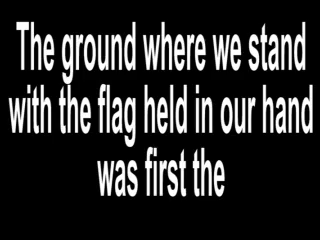 The ground where we stand
with the flag held in our hand
was first the